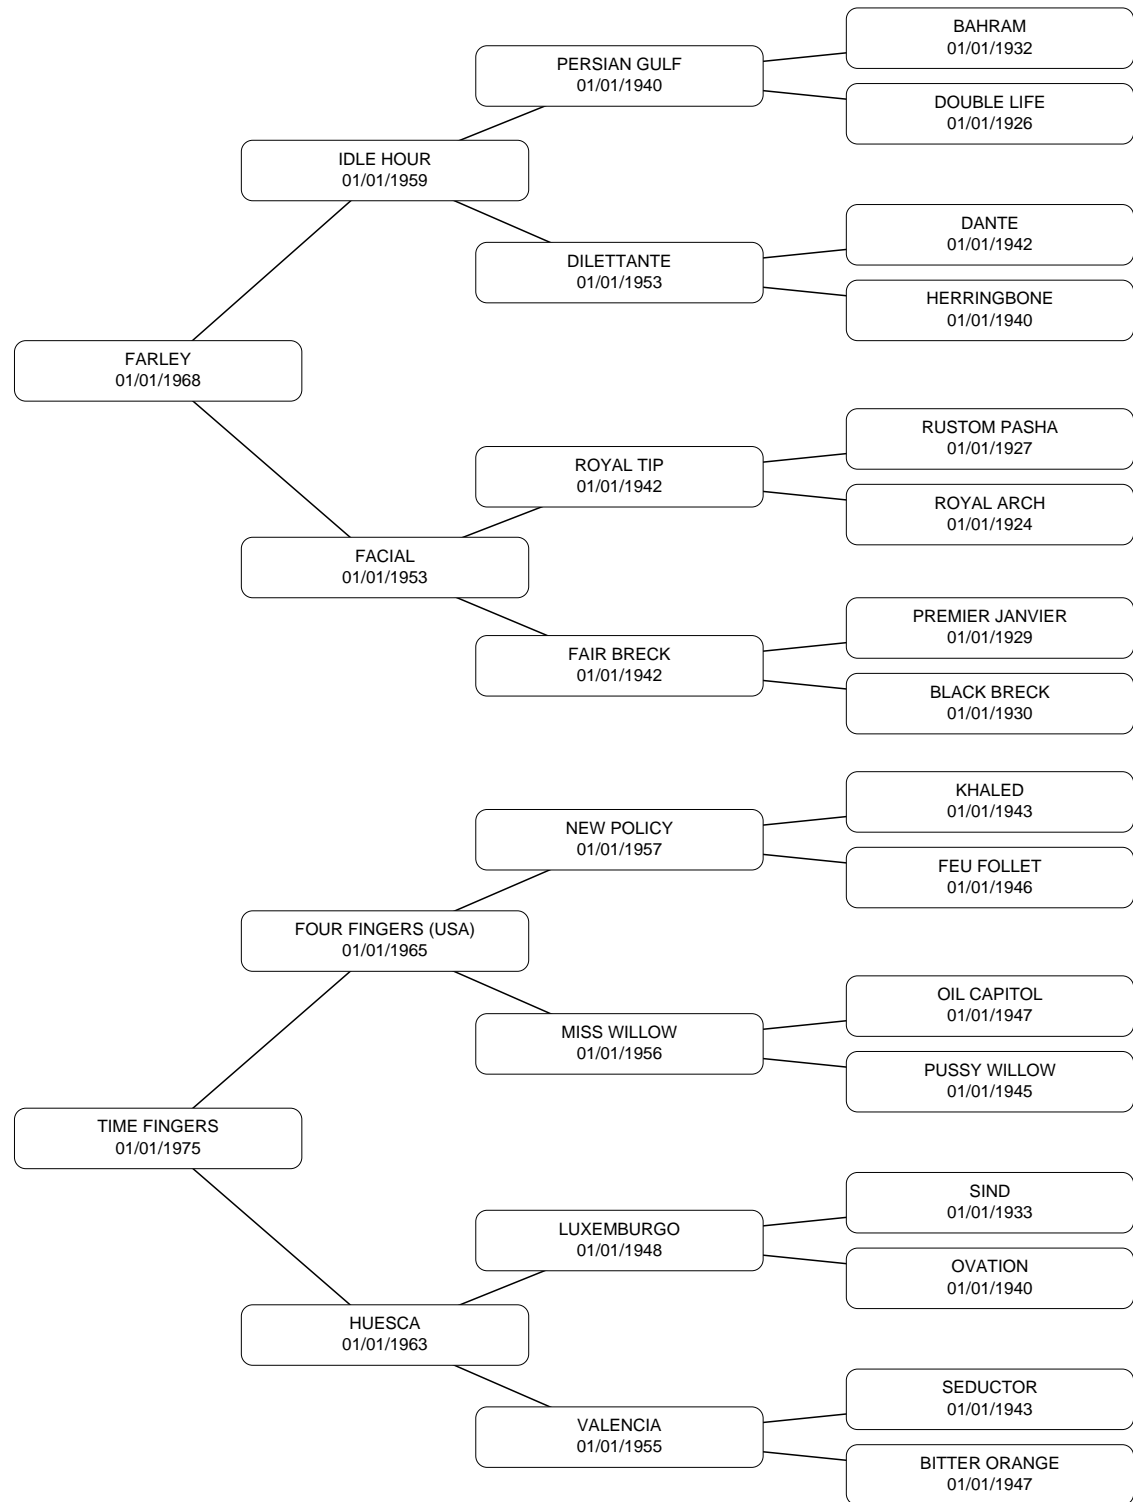 BAHRAM
01/01/1932
PERSIAN GULF
01/01/1940
DOUBLE LIFE
01/01/1926
IDLE HOUR
01/01/1959
DANTE
01/01/1942
DILETTANTE
01/01/1953
HERRINGBONE
01/01/1940
FARLEY
01/01/1968
RUSTOM PASHA
01/01/1927
ROYAL TIP
01/01/1942
ROYAL ARCH
01/01/1924
FACIAL
01/01/1953
PREMIER JANVIER
01/01/1929
FAIR BRECK
01/01/1942
BLACK BRECK
01/01/1930
KHALED
01/01/1943
NEW POLICY
01/01/1957
FEU FOLLET
01/01/1946
FOUR FINGERS (USA)
01/01/1965
OIL CAPITOL
01/01/1947
MISS WILLOW
01/01/1956
PUSSY WILLOW
01/01/1945
TIME FINGERS
01/01/1975
SIND
01/01/1933
LUXEMBURGO
01/01/1948
OVATION
01/01/1940
HUESCA
01/01/1963
SEDUCTOR
01/01/1943
VALENCIA
01/01/1955
BITTER ORANGE
01/01/1947